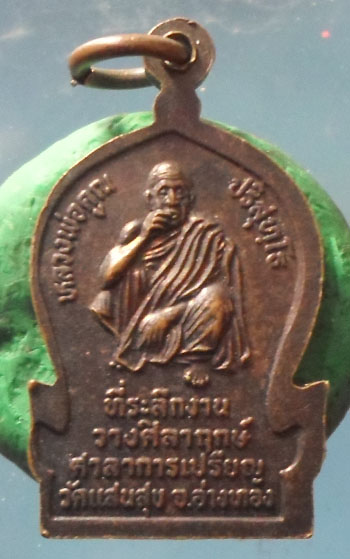 หลวงพ่อคูณ
ปริสุทฺโธ
ที่ระลึกงาน
วางศิลาฤกษ์
ศาลาการเปรียญ
วัดแสนสุข จ.อ่างทอง